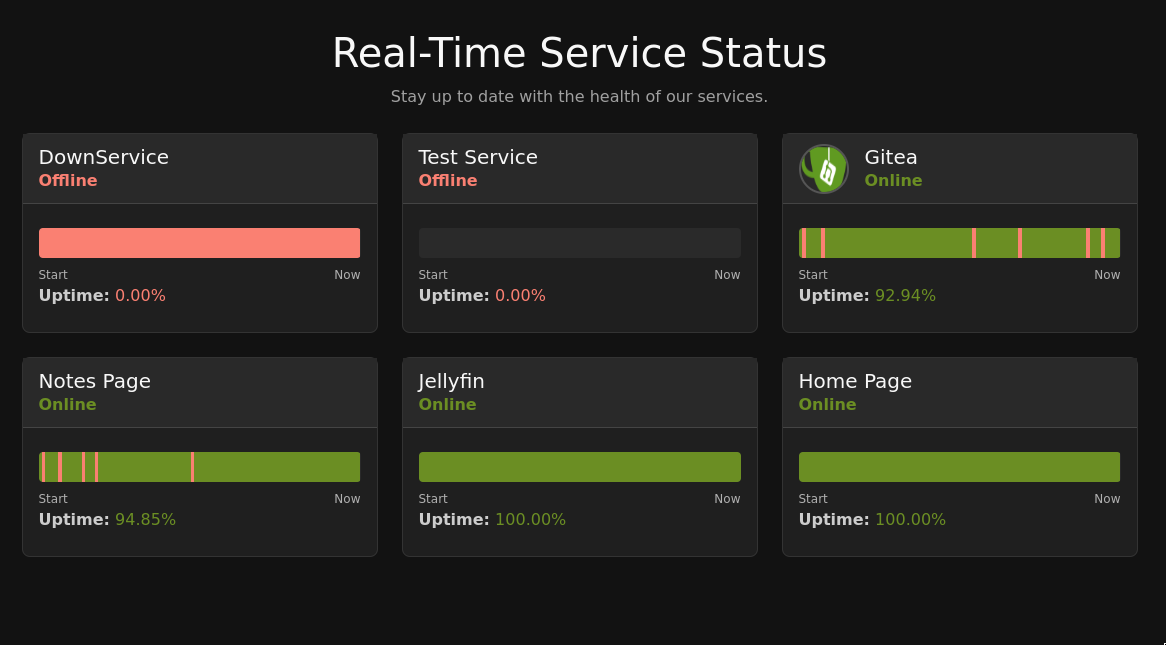 Real-Time Service Status
Stay up to date with the health of our services.
DownService
Offline
Start Now
Uptime: 0.00%
Test Service
Offline
Start Now
Uptime: 0.00%
Gitea
Online
Start Now
Uptime: 92.94%
Notes Page
Online
Start Now
Uptime: 94.85%
Jellyfin
Online
Start Now
Uptime: 100.00%
Home Page
Online
Start Now
Uptime: 100.00%